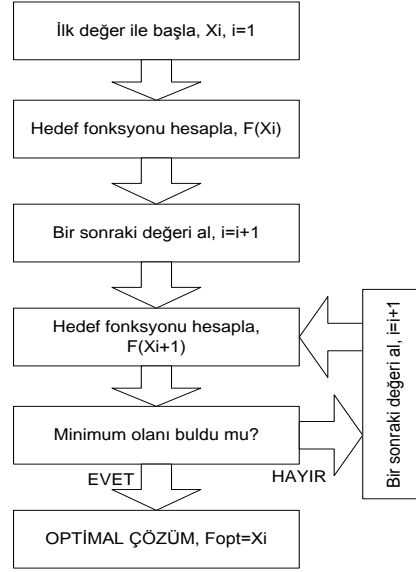 İlk değer ile başla, Xi, i=1
Hedef fonksyonu hesapla, F(Xi)
Bir sonraki değeri al, i=i+1
Hedef fonksyonu hesapla,
F(Xi+1)
Bir sonraki değeri al, i=i+1
Minimum olanı buldu mu?
EVET
HAYIR
OPTİMAL ÇÖZÜM, Fopt=Xi